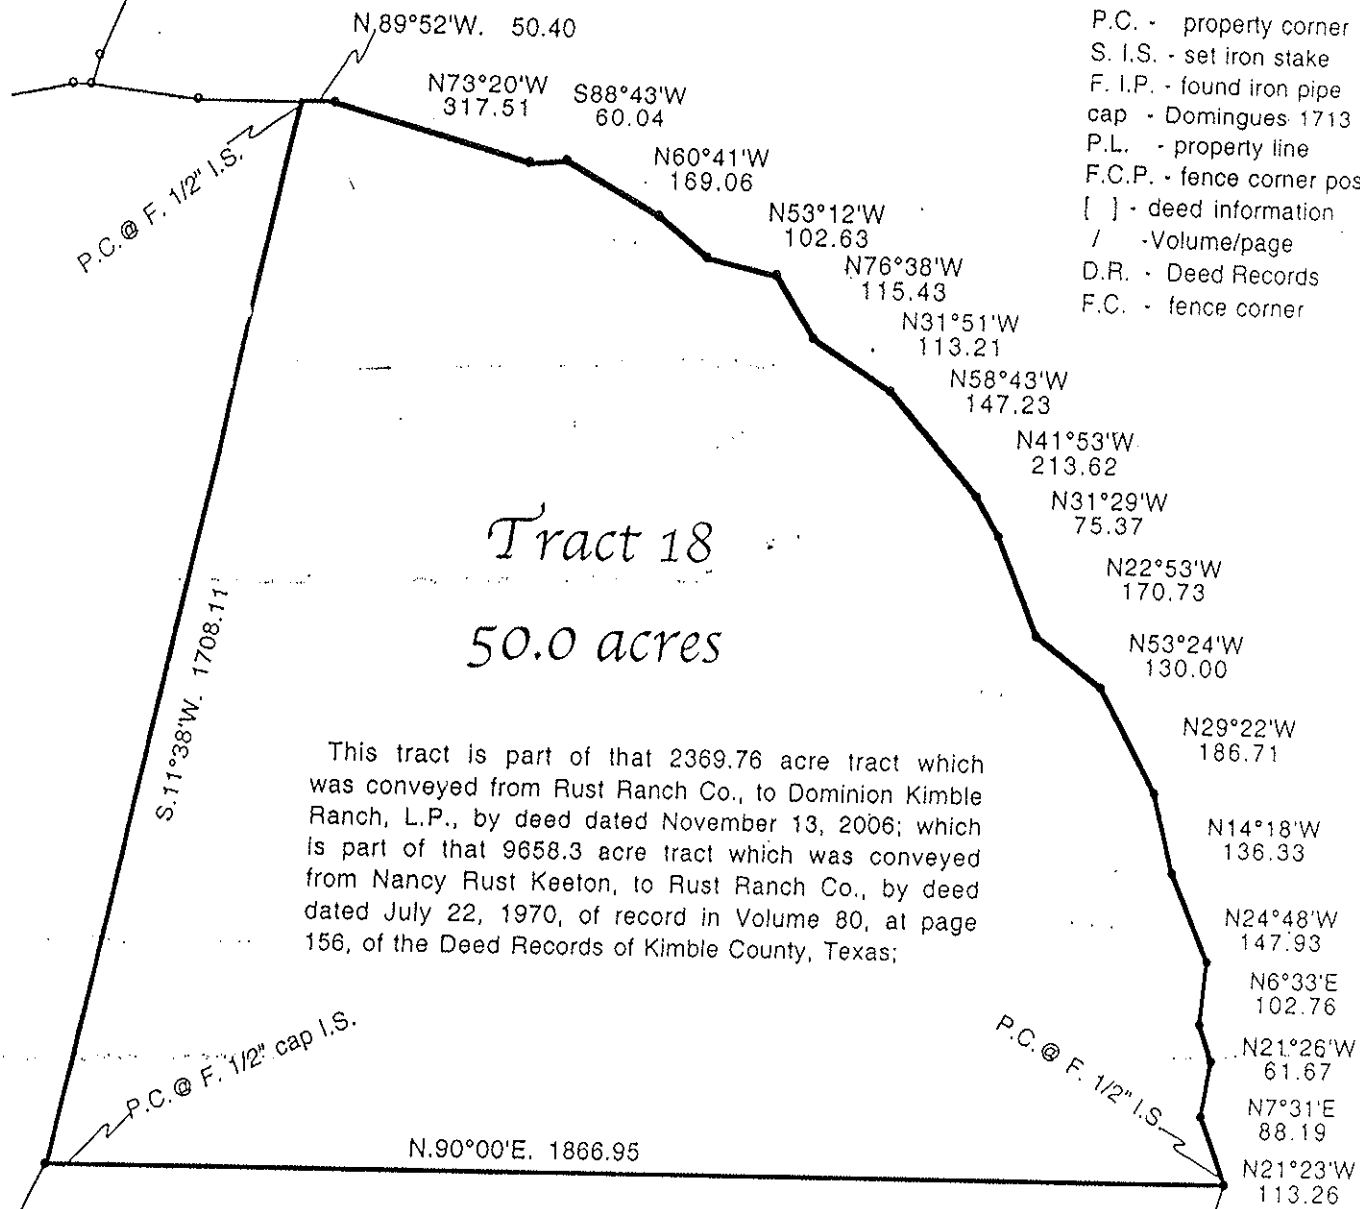 N.89°52'W. 50.40
P.C. - property corner
S. I.S. - set iron stake
F. I.P. - found iron pipe
cap - Domingues 1713
P.L. - property line
F.C.P. - fence corner pos
[ ] - deed information
/ -Volume/page
D.R. - Deed Records
F.C. - fence corner
N73°20'W
317.51
S88°43'W
60.04
N60°41'W
169.06
N53°12'W
102.63
N76°38'W
115.43
N31°51'W
113.21
N58°43'W
147.23
N41°53'W
213.62
N31°29'W
75.37
N22°53'W
170.73
N53°24'W
130.00
N29°22'W
186.71
N14°18'W
136.33
N24°48'W
147.93
N6°33'E
102.76
N21°26'W
61.67
N7°31'E
88.19
N21°23'W
113.26
P.C. @ F. 1/2" I.S.
S.11°38'W. 1708.11
Tract 18
50.0 acres
This tract is part of that 2369.76 acre tract which
was conveyed from Rust Ranch Co., to Dominion Kimble
Ranch, L.P., by deed dated November 13, 2006; which
is part of that 9658.3 acre tract which was conveyed
from Nancy Rust Keeton, to Rust Ranch Co., by deed
dated July 22, 1970, of record in Volume 80, at page
156, of the Deed Records of Kimble County, Texas;
P.C. @ F. 1/2" cap I.S.
P.C. @ F. 1/2" I.S.
N.90°00'E. 1866.95